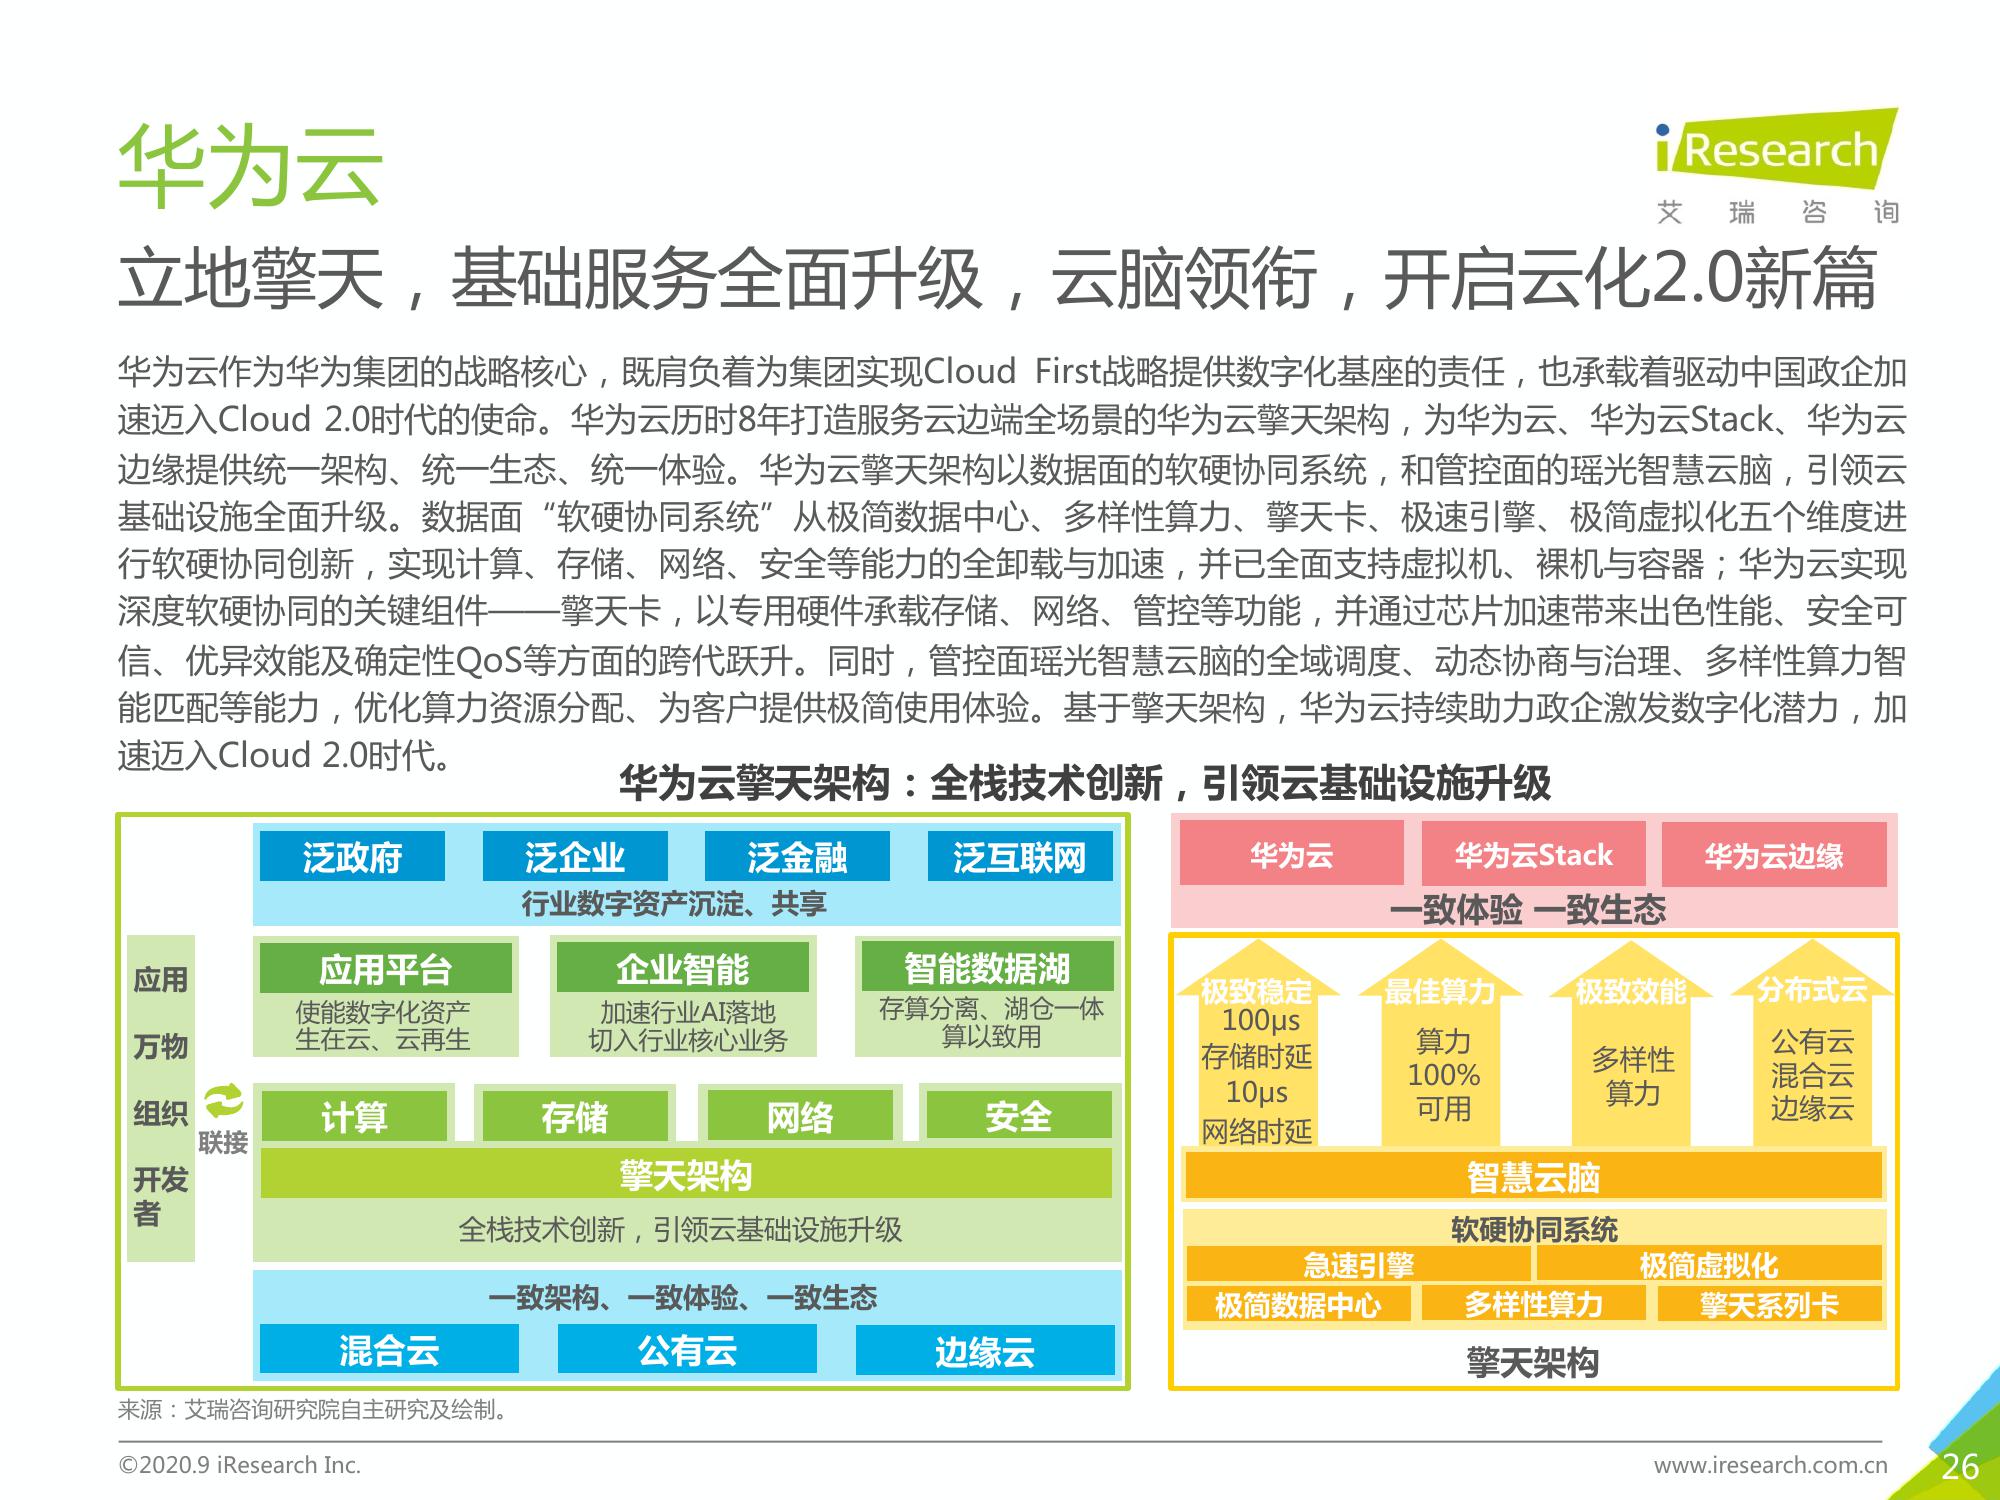 华为云
iResearch
艾瑞咨询
立地擎天，基础服务全面升级，云脑领衔，开启云化2.0新篇
华为云作为华为集团的战略核心，既肩负着为集团实现Cloud First战略提供数字化基座的责任，也承载着驱动中国政企加
速迈入Cloud 2.0时代的使命。华为云历时8年打造服务云边端全场景的华为云擎天架构，为华为云、华为云Stack、华为云
边缘提供统一架构、统一生态、统一体验。华为云擎天架构以数据面的软硬协同系统，和管控面的瑶光智慧云脑，引领云
基础设施全面升级。数据面“软硬协同系统”从极简数据中心、多样性算力、擎天卡、极速引擎、极简虚拟化五个维度进
行软硬协同创新，实现计算、存储、网络、安全等能力的全卸载与加速，并已全面支持虚拟机、裸机与容器；华为云实现
深度软硬协同的关键组件——擎天卡，以专用硬件承载存储、网络、管控等功能，并通过芯片加速带来出色性能、安全可
信、优异效能及确定性QoS等方面的跨代跃升。同时，管控面瑶光智慧云脑的全域调度、动态协商与治理、多样性算力智
能匹配等能力，优化算力资源分配、为客户提供极简使用体验。基于擎天架构，华为云持续助力政企激发数字化潜力，加
速迈入Cloud 2.0时代。
华为云擎天架构：全栈技术创新，引领云基础设施升级
泛政府 泛企业 泛金融 泛互联网
行业数字资产沉淀、共享
应用
万物
组织
开发
者
联接
应用平台
使能数字化资产
生在云、云再生
企业智能
加速行业AI落地
切入行业核心业务
智能数据湖
存算分离、湖仓一体
算以致用
计算 存储 网络 安全
擎天架构
全栈技术创新，引领云基础设施升级
一致架构、一致体验、一致生态
混合云 公有云 边缘云
华为云 华为云Stack 华为云边缘
一致体验 一致生态
极致稳定
100μs
存储时延
10μs
网络时延
最佳算力
算力
100%
可用
极致效能
多样性
算力
分布式云
公有云
混合云
边缘云
智慧云脑
软硬协同系统
急速引擎 极简虚拟化
极简数据中心 多样性算力 擎天系列卡
擎天架构
来源：艾瑞咨询研究院自主研究及绘制。
©2020.9 iResearch Inc.
www.iresearch.com.cn
26